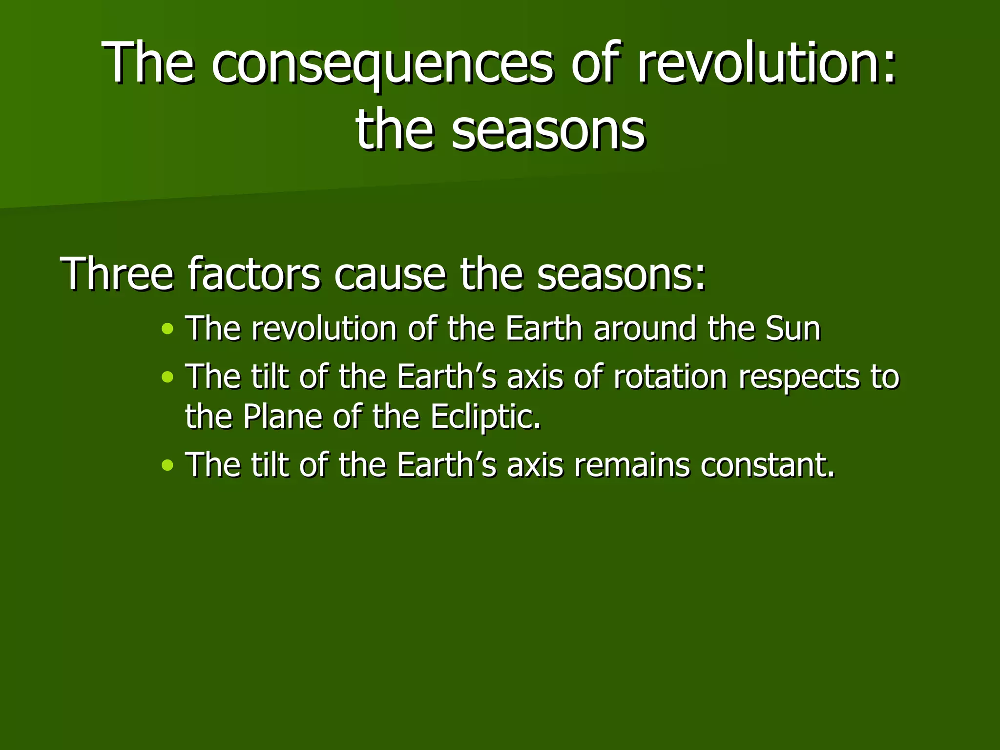 The consequences of revolution:
the seasons
Three factors cause the seasons:
• The revolution of the Earth around the Sun
• The tilt of the Earth’s axis of rotation respects to
the Plane of the Ecliptic.
• The tilt of the Earth’s axis remains constant.